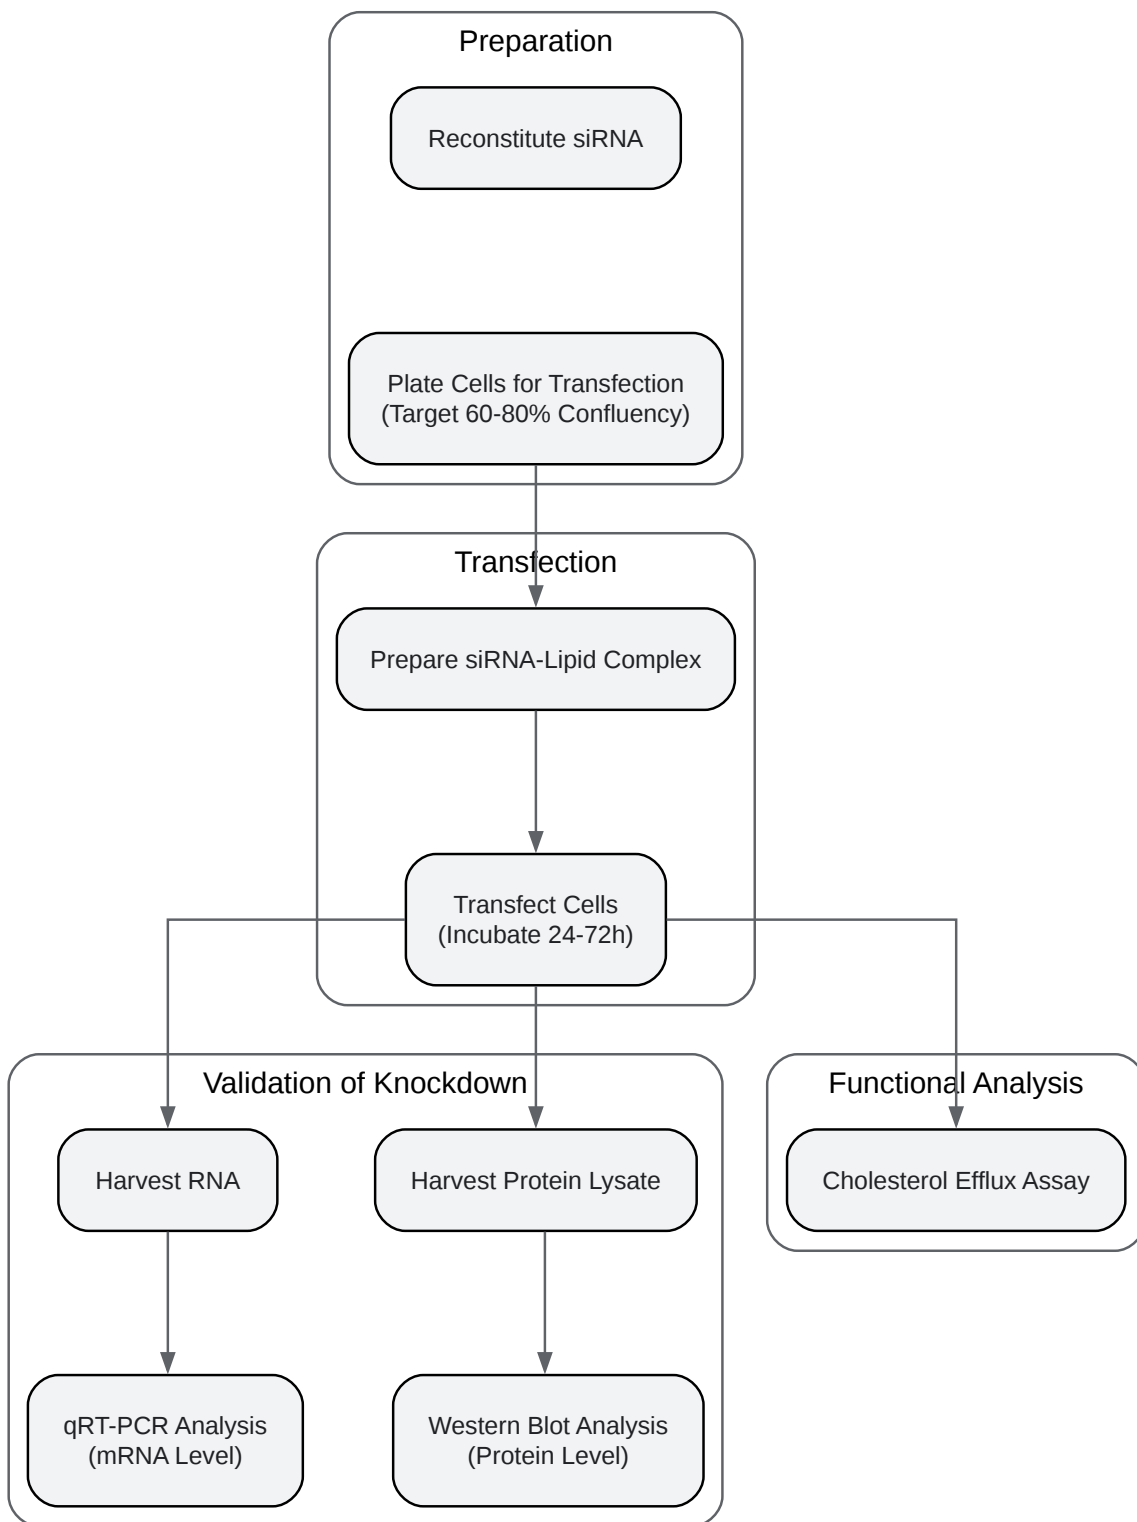 Preparation
Reconstitute siRNA
Plate Cells for Transfection
(Target 60-80% Confluency)
Transfection
Prepare siRNA-Lipid Complex
Transfect Cells
(Incubate 24-72h)
Validation of Knockdown
Functional Analysis
Harvest RNA
Harvest Protein Lysate
Cholesterol Efflux Assay
qRT-PCR Analysis
(mRNA Level)
Western Blot Analysis
(Protein Level)